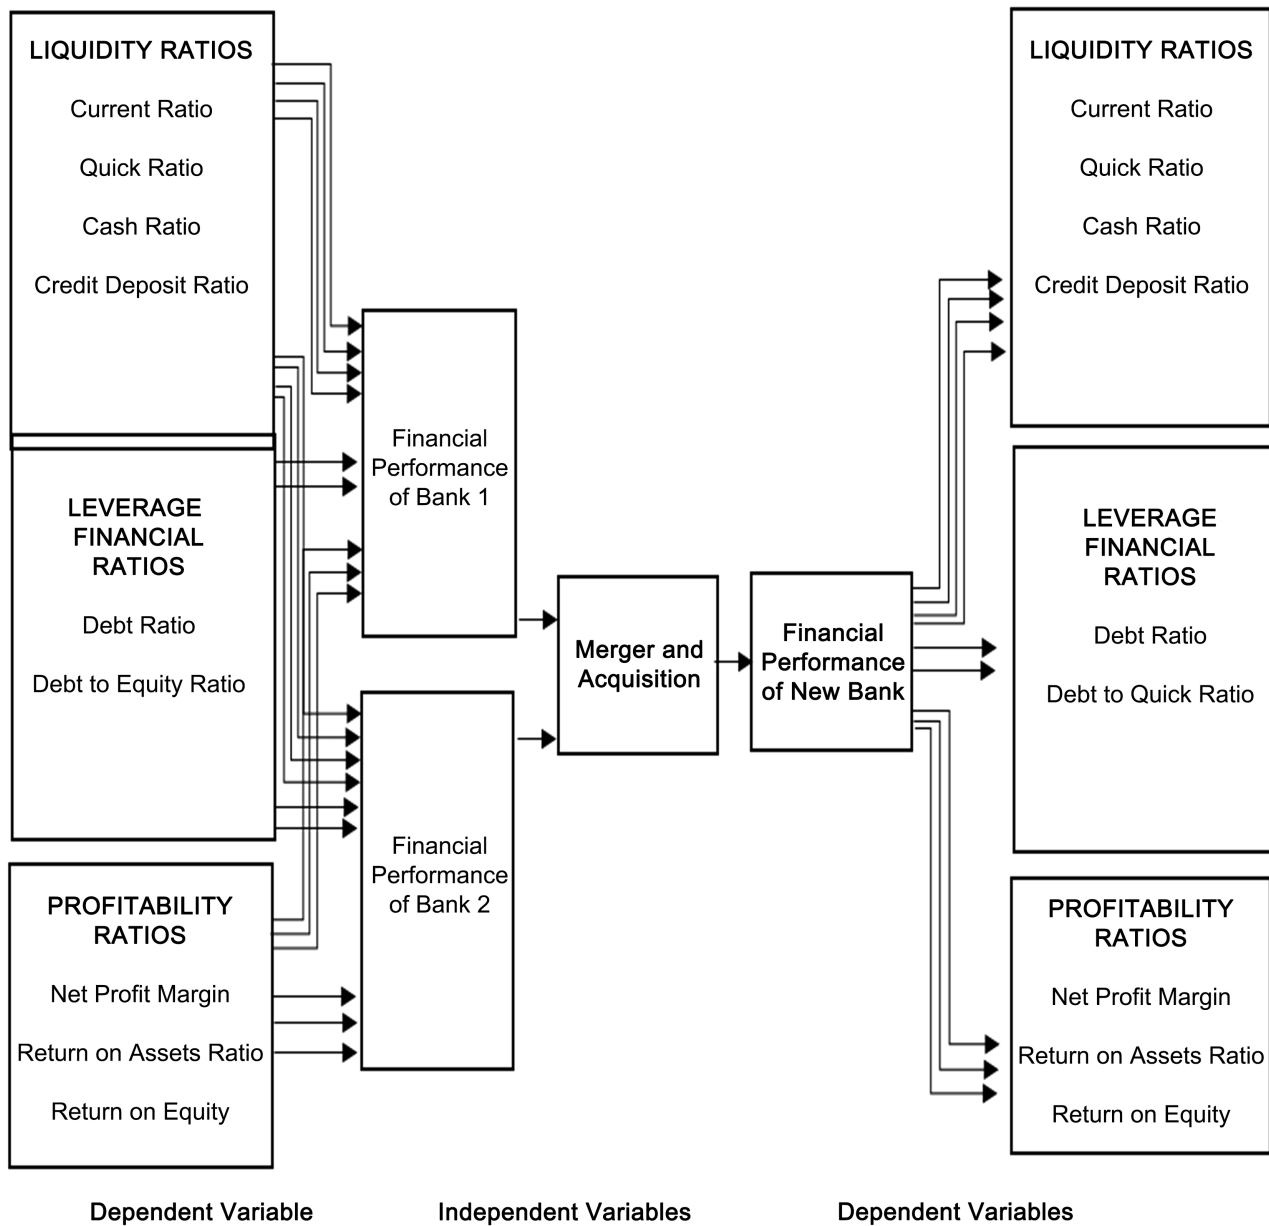 LIQUIDITY RATIOS
Current Ratio
Quick Ratio
Cash Ratio
Credit Deposit Ratio
LEVERAGE
FINANCIAL
RATIOS
Debt Ratio
Debt to Equity Ratio
PROFITABILITY
RATIOS
Net Profit Margin
Return on Assets Ratio
Return on Equity
Financial
Performance
of Bank 1
Financial
Performance
of Bank 2
Merger and
Acquisition
Financial
Performance
of New Bank
LIQUIDITY RATIOS
Current Ratio
Quick Ratio
Cash Ratio
Credit Deposit Ratio
LEVERAGE
FINANCIAL
RATIOS
Debt Ratio
Debt to Quick Ratio
PROFITABILITY
RATIOS
Net Profit Margin
Return on Assets Ratio
Return on Equity
Dependent Variable
Independent Variables
Dependent Variables